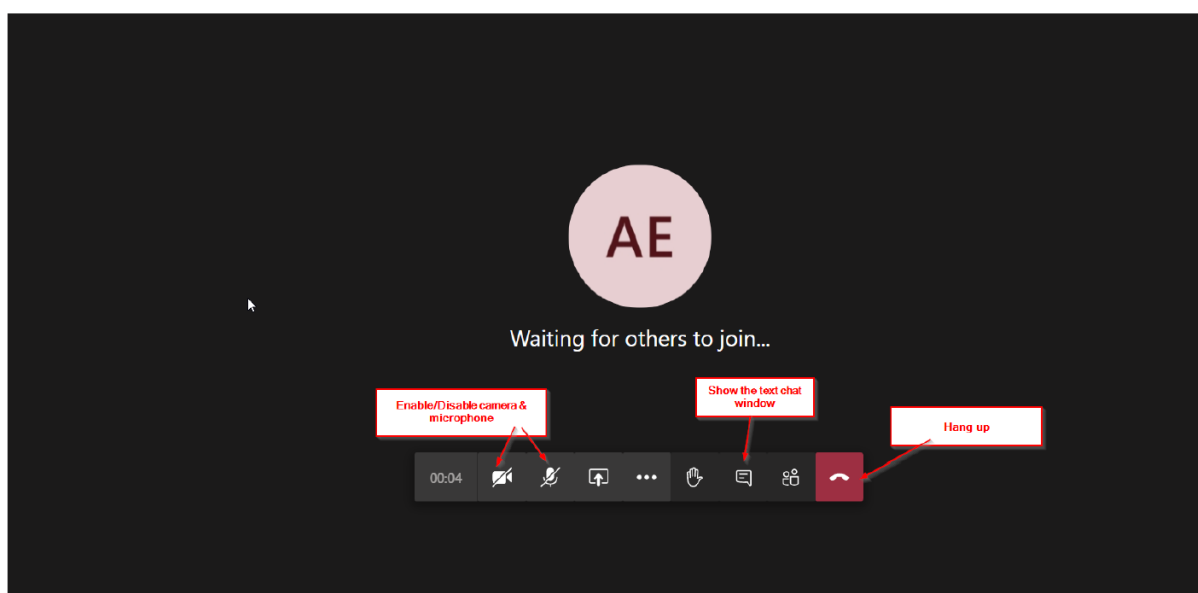 AE
Waiting for others to join...
Enable/Disable camera &
microphone
Show the text chat
window
Hang up
00:04